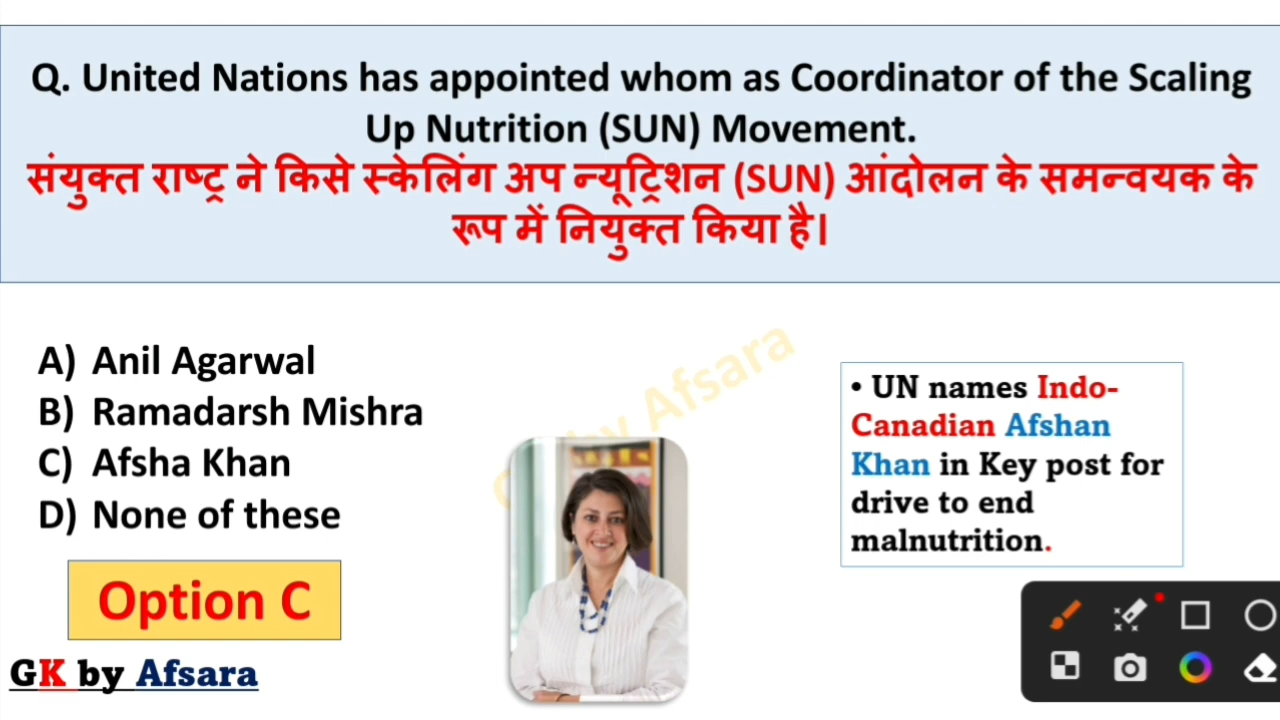 Q. United Nations has appointed whom as Coordinator of the Scaling
Up Nutrition (SUN) Movement.
संयुक्त राष्ट्र ने किसे स्केलिंग अप न्यूट्रिशन (SUN) आंदोलन के समन्वयक के
रूप में नियुक्त किया है।
A) Anil Agarwal
B) Ramadarsh Mishra
C) Afsha Khan
D) None of these
Option C
GK by Afsara
by Afsara
• UN names Indo-
Canadian Afshan
Khan in Key post for
drive to end
malnutrition.